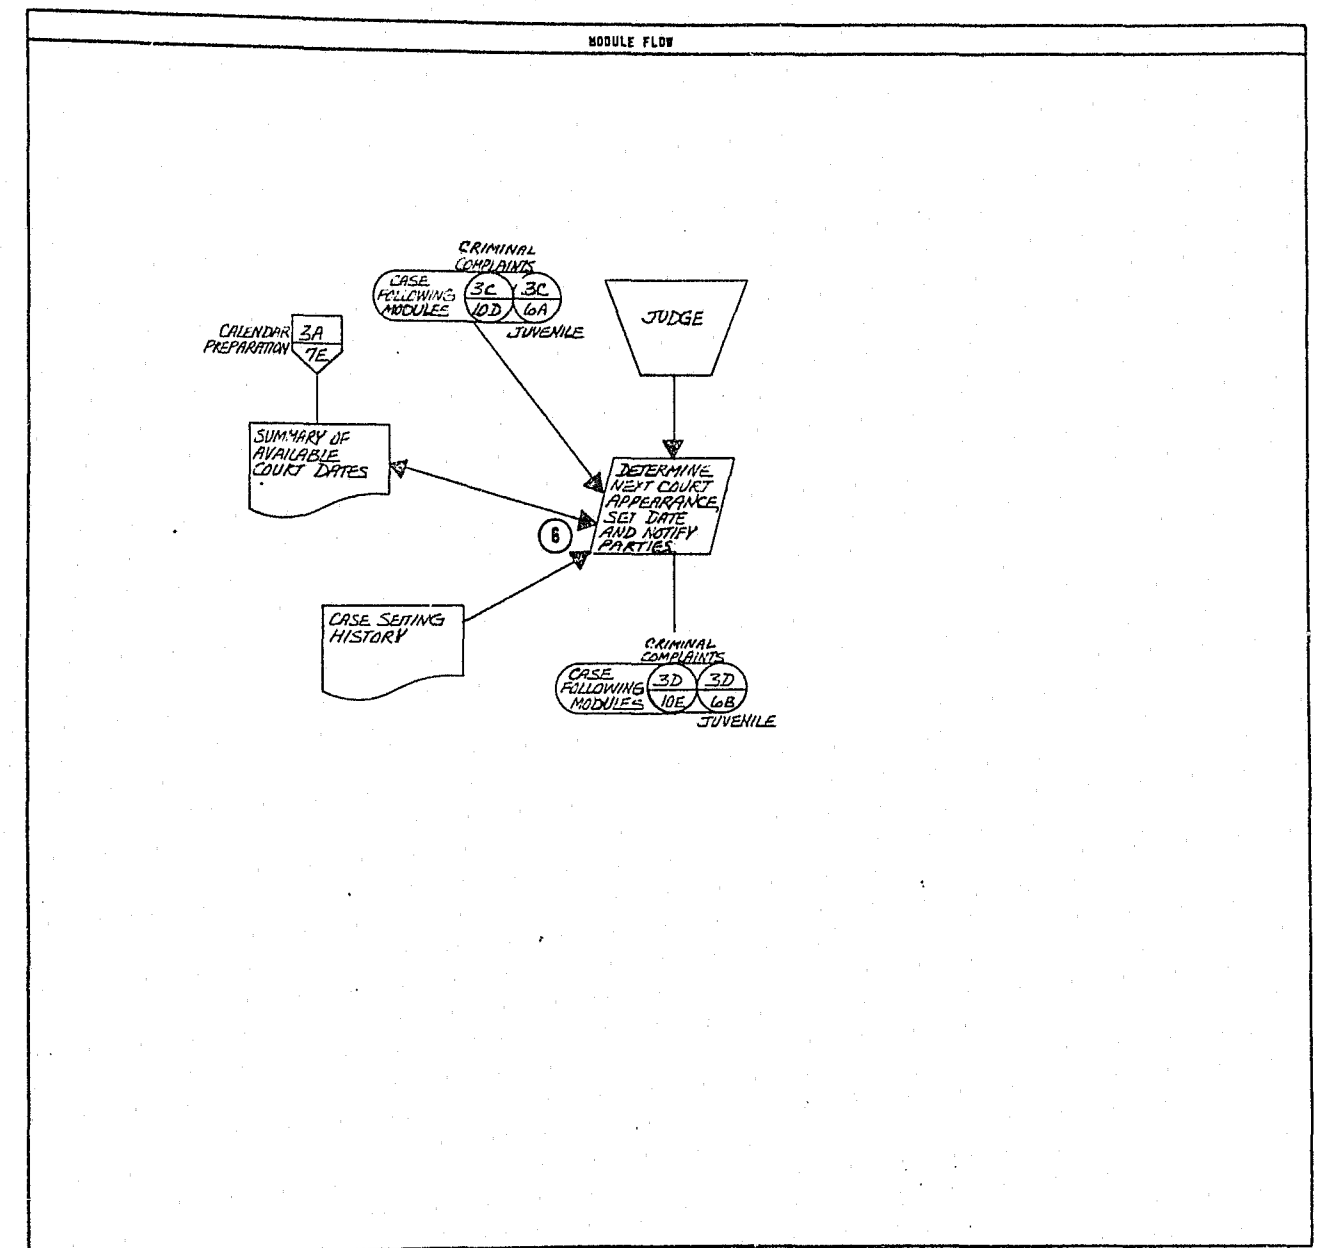 MODULE FLOW
CRIMINAL
COMPLAINTS
CASE
FOLLOWING
MODULES
3C
10D
3C
6A
JUVENILE
JUDGE
CALENDAR
PREPARATION
3A
7E
SUMMARY OF
AVAILABLE
COURT DATES
DETERMINE
NEXT COURT
APPEARANCE,
SET DATE
AND NOTIFY
PARTIES
6
CASE SETTING
HISTORY
CRIMINAL
COMPLAINTS
CASE
FOLLOWING
MODULES
3D
10E
3D
6B
JUVENILE